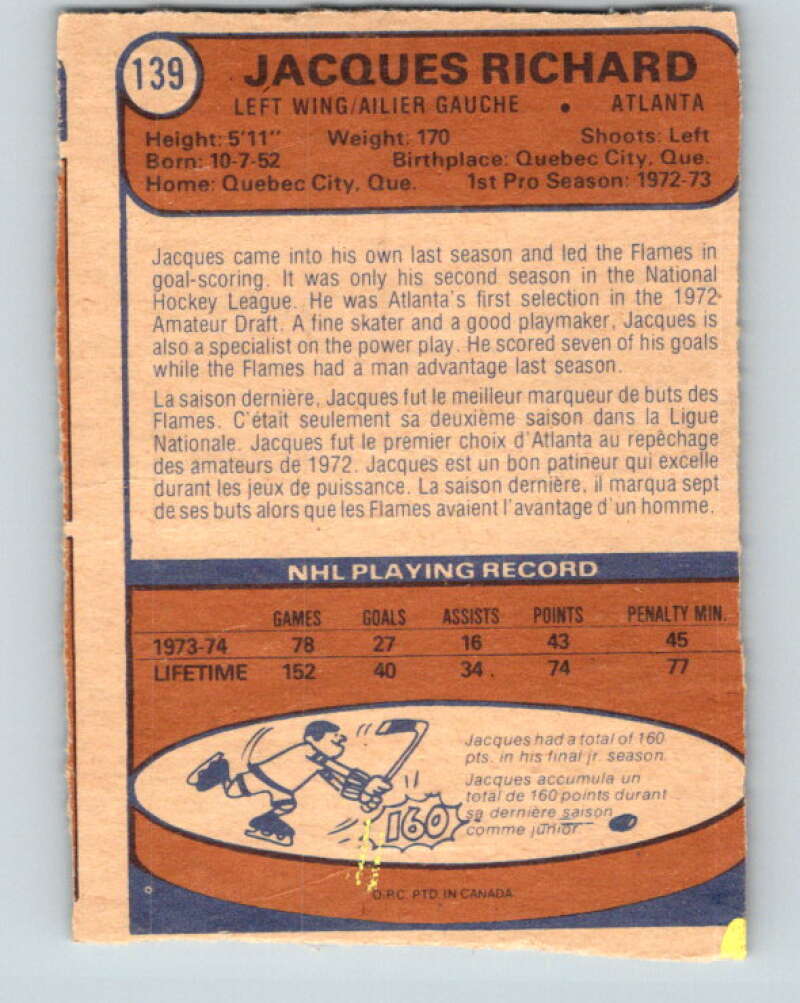 139
JACQUES RICHARD
LEFT WING/AILIER GAUCHE • ATLANTA
Height: 5'11" Weight: 170 Shoots: Left
Born: 10-7-52 Birthplace: Quebec City, Que.
Home: Quebec City, Que. 1st Pro Season: 1972-73
Jacques came into his own last season and led the Flames in
goal-scoring. It was only his second season in the National
Hockey League. He was Atlanta's first selection in the 1972
Amateur Draft. A fine skater and a good playmaker, Jacques is
also a specialist on the power play. He scored seven of his goals
while the Flames had a man advantage last season.
La saison dernière, Jacques fut le meilleur marqueur de buts des
Flames. C'était seulement sa deuxième saison dans la Ligue
Nationale. Jacques fut le premier choix d'Atlanta au repêchage
des amateurs de 1972. Jacques est un bon patineur qui excelle
durant les jeux de puissance. La saison dernière, il marqua sept
de ses buts alors que les Flames avaient l'avantage d'un homme.
NHL PLAYING RECORD
GAMES GOALS ASSISTS POINTS PENALTY MIN.
1973-74 78 27 16 43 45
LIFETIME 152 40 34 74 77
Jacques had a total of 160
pts. in his final jr. season.
Jacques accumula un
total de 160 points durant
sa dernière saison
comme junior.
160
O.P.C. PTD. IN CANADA